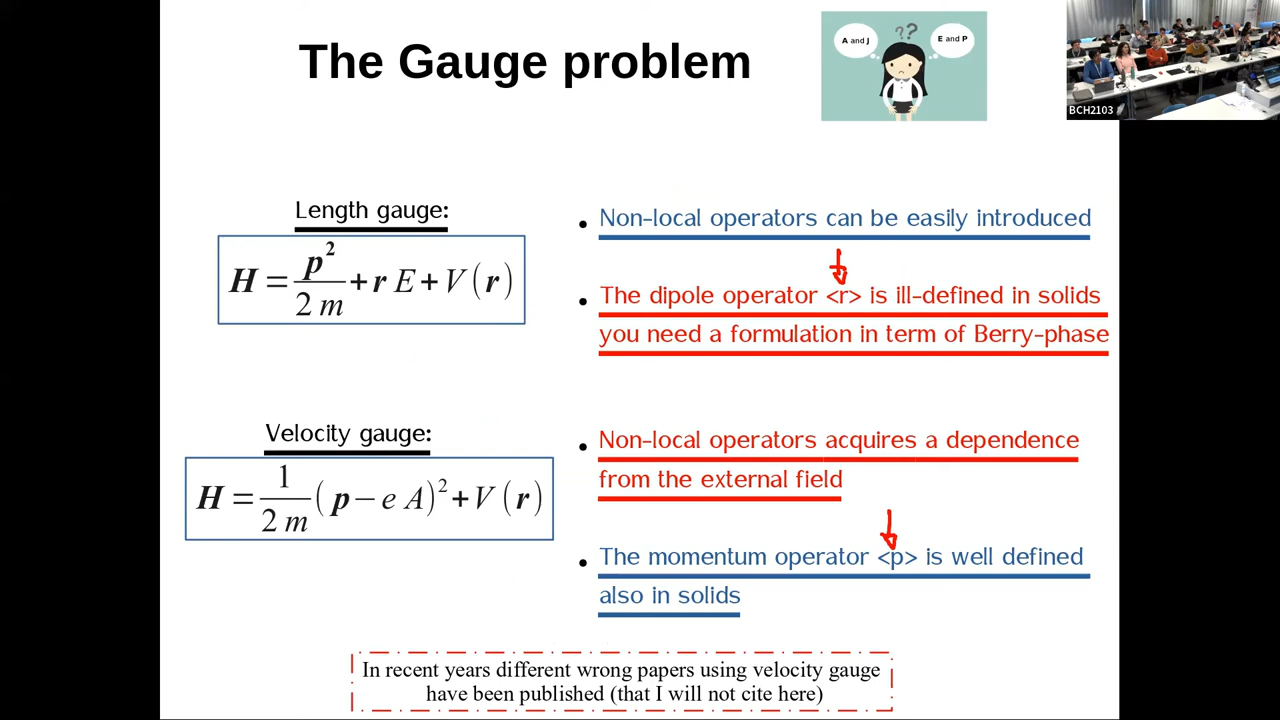 The Gauge problem
A and J
??
E and P
BCH2103
Length gauge:
H = p² / 2 m + r E + V (r)
• Non-local operators can be easily introduced
• The dipole operator <r> is ill-defined in solids
you need a formulation in term of Berry-phase
Velocity gauge:
H = 1 / 2 m ( p − e A )² + V (r)
• Non-local operators acquires a dependence
from the external field
• The momentum operator <p> is well defined
also in solids
In recent years different wrong papers using velocity gauge
have been published (that I will not cite here)